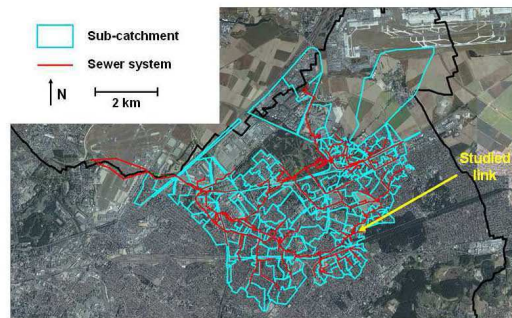 Sub-catchment
Sewer system
N
2 km
Studied
link